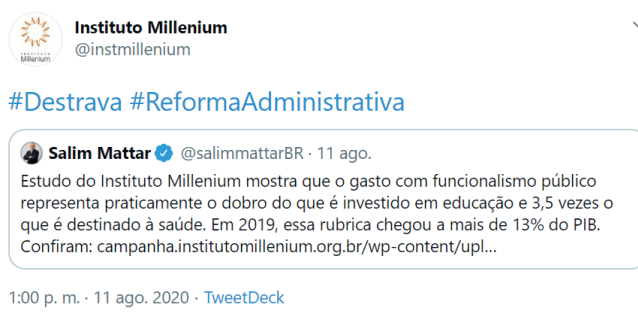 Instituto Millenium
@instmillenium
INSTITUTO
Millenium
#Destrava #ReformaAdministrativa
Salim Mattar @salimmattarBR · 11 ago.
Estudo do Instituto Millenium mostra que o gasto com funcionalismo público
representa praticamente o dobro do que é investido em educação e 3,5 vezes o
que é destinado à saúde. Em 2019, essa rubrica chegou a mais de 13% do PIB.
Confiram: campanha.institutomillenium.org.br/wp-content/upl...
1:00 p. m. · 11 ago. 2020 · TweetDeck